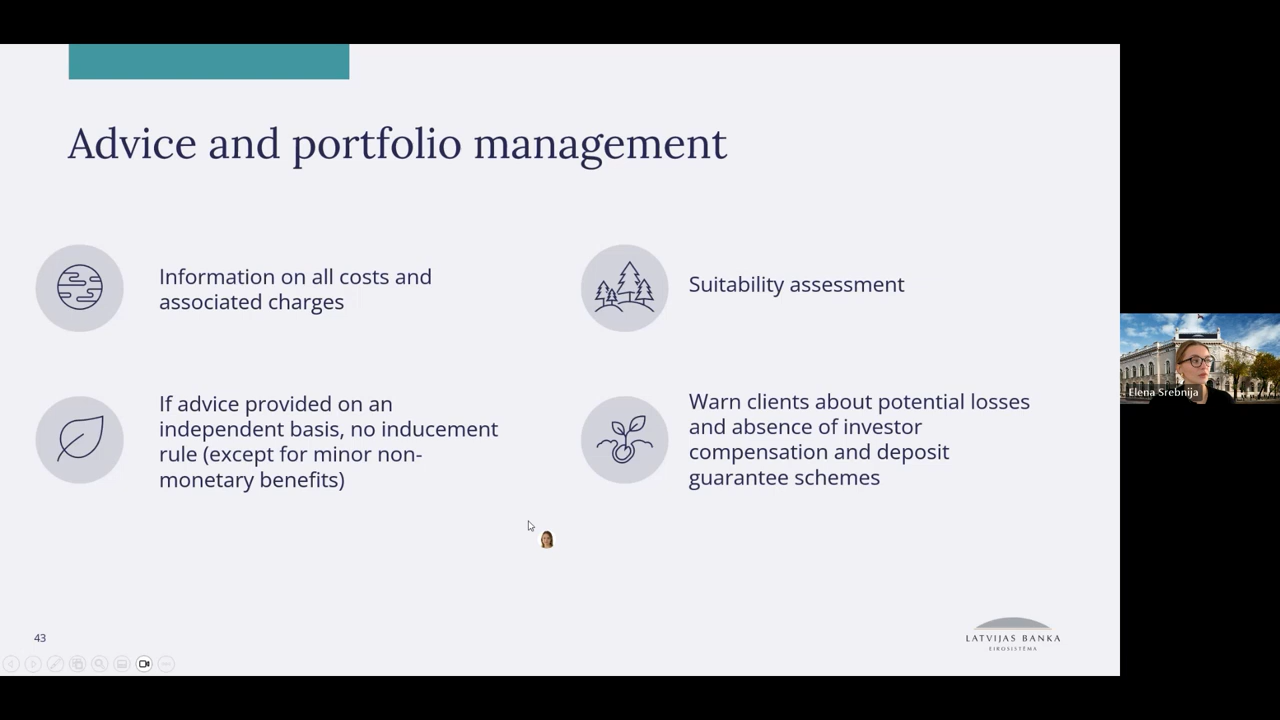 Advice and portfolio management
Information on all costs and
associated charges
Suitability assessment
If advice provided on an
independent basis, no inducement
rule (except for minor non-
monetary benefits)
Warn clients about potential losses
and absence of investor
compensation and deposit
guarantee schemes
Elena Srebnija
43
LATVIJAS BANKA
EIROSISTĒMA